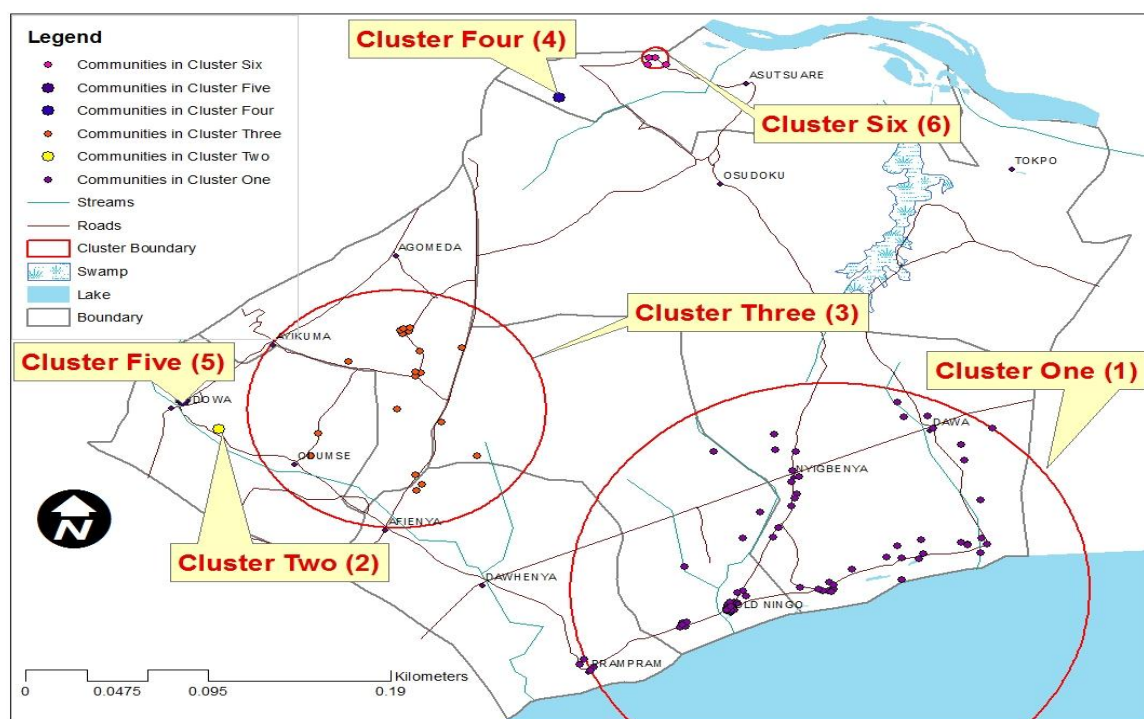 Legend
Communities in Cluster Six
Communities in Cluster Five
Communities in Cluster Four
Communities in Cluster Three
Communities in Cluster Two
Communities in Cluster One
Streams
Roads
Cluster Boundary
Swamp
Lake
Boundary
Cluster Four (4)
ASUTSUARE
Cluster Six (6)
TOKPO
OSUDOKU
AGOMEDA
Cluster Three (3)
AYIKUMA
Cluster Five (5)
Cluster One (1)
DOWA
DAWA
ODUMSE
NYIGBENYA
N
AFIENYA
Cluster Two (2)
DAWHENYA
OLD NINGO
PRAMPRAM
Kilometers
0 0.0475 0.095 0.19